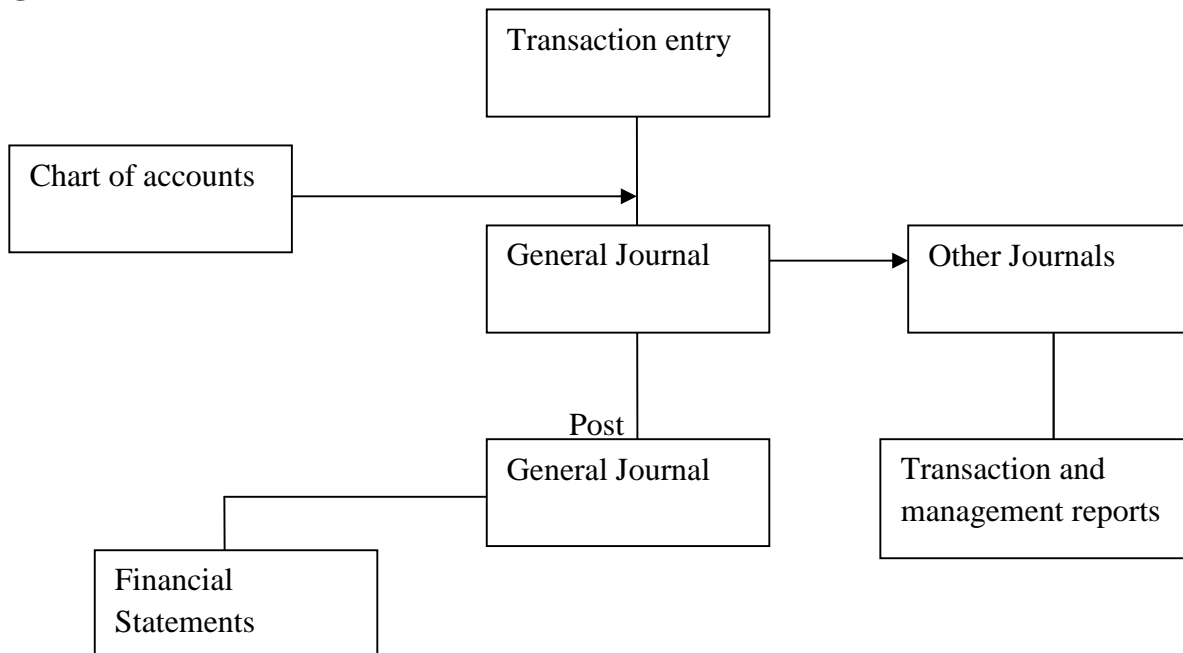 Transaction entry
Chart of accounts
General Journal
Other Journals
Post
General Journal
Transaction and
management reports
Financial
Statements